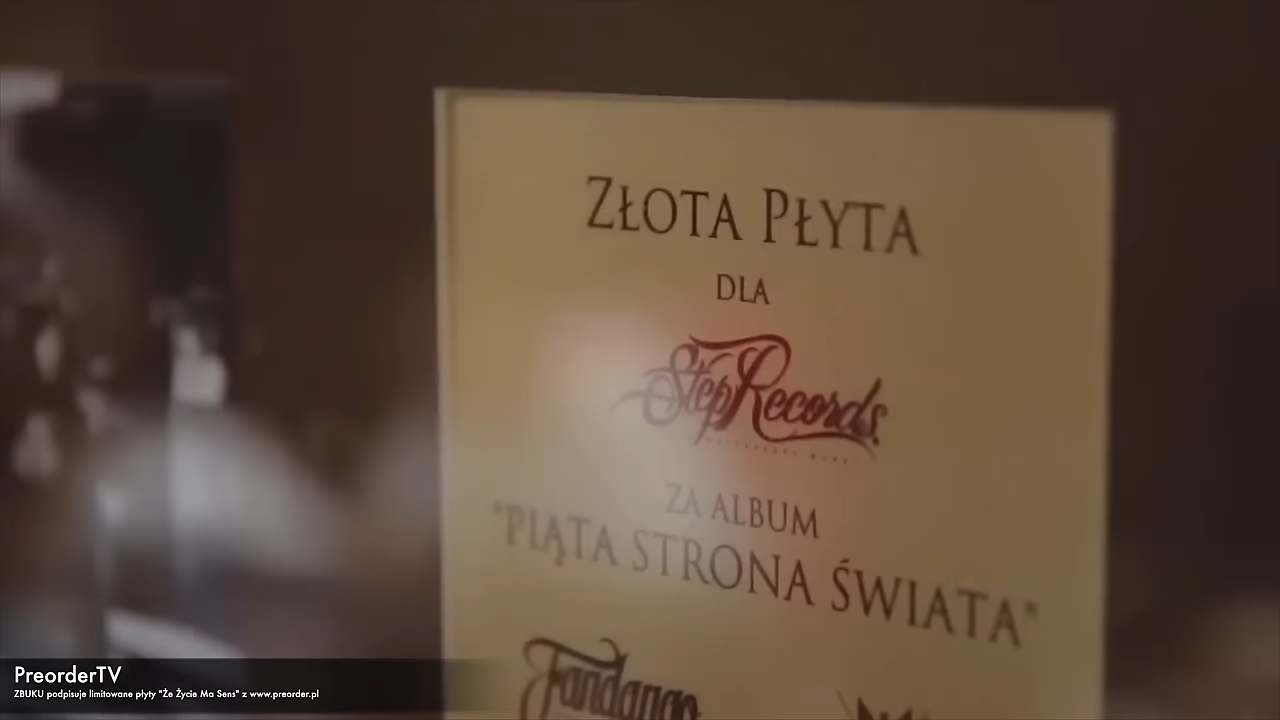 ZŁOTA PŁYTA
DLA
StepRecords
ZA ALBUM
"PIĄTA STRONA ŚWIATA"
Fandango
PreorderTV
ZBUKU podpisuje limitowane płyty "Że Życie Ma Sens" z www.preorder.pl